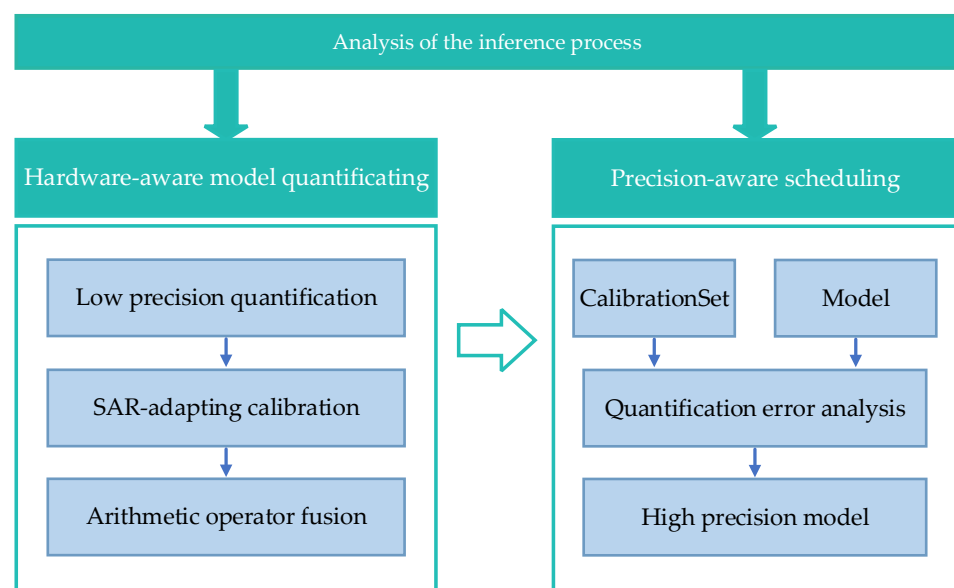 Analysis of the inference process
Hardware-aware model quantificating
Precision-aware scheduling
Low precision quantification
SAR-adapting calibration
Arithmetic operator fusion
CalibrationSet
Model
Quantification error analysis
High precision model